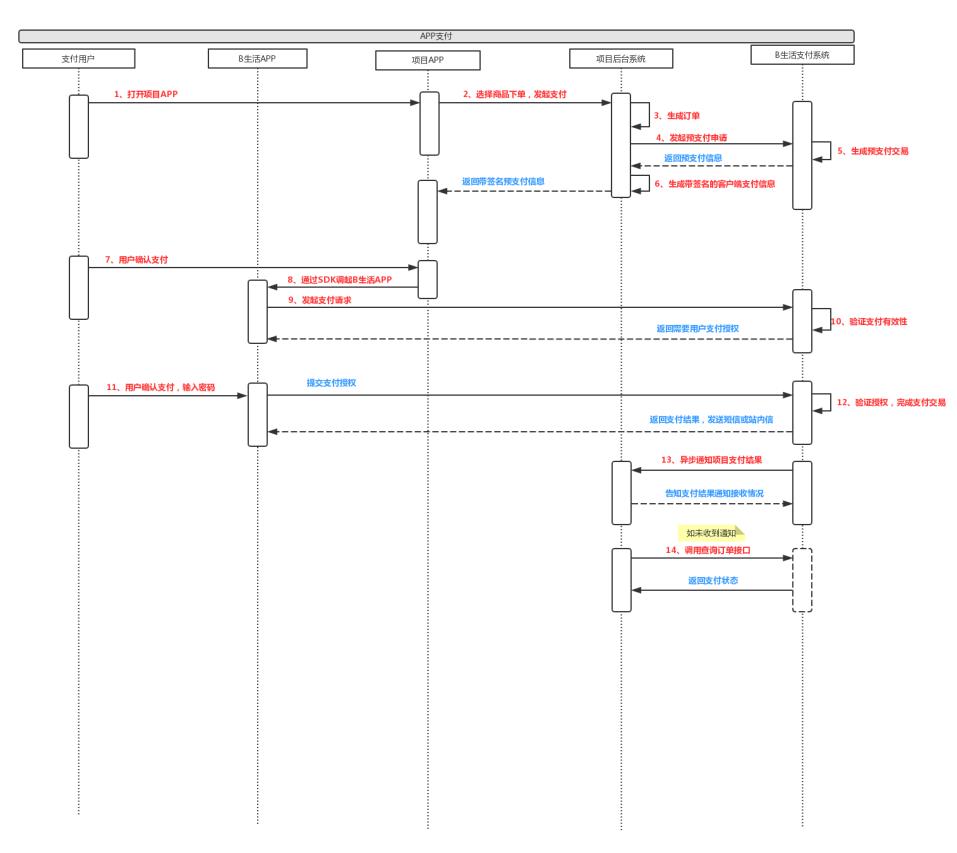 APP支付
支付用户
B生活APP
项目APP
项目后台系统
B生活支付系统
1、打开项目APP
2、选择商品下单，发起支付
3、生成订单
4、发起预支付申请
5、生成预支付交易
返回预支付信息
6、生成带签名的客户端支付信息
返回带签名预支付信息
7、用户确认支付
8、通过SDK调起B生活APP
9、发起支付请求
10、验证支付有效性
返回需要用户支付授权
11、用户确认支付，输入密码
提交支付授权
12、验证授权，完成支付交易
返回支付结果，发送短信或站内信
13、异步通知项目支付结果
告知支付结果通知接收情况
如未收到通知
14、调用查询订单接口
返回支付状态